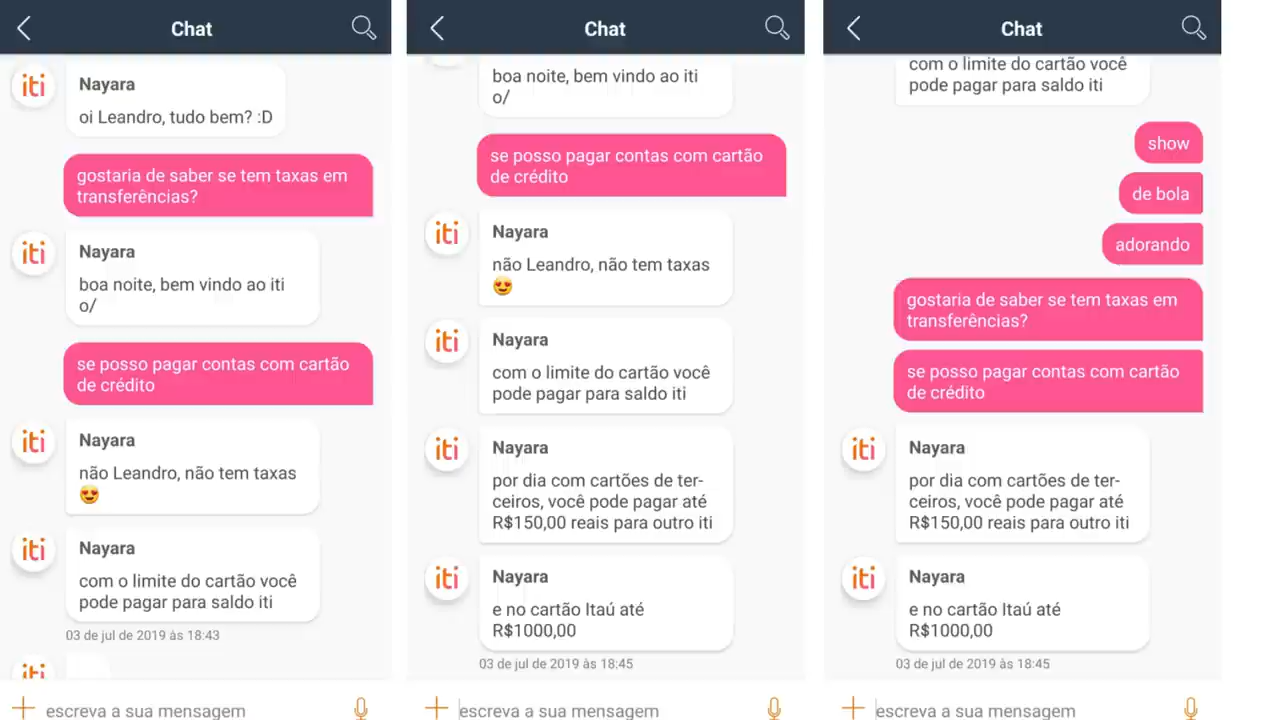 Chat
iti
Nayara
oi Leandro, tudo bem? :D
gostaria de saber se tem taxas em
transferências?
iti
Nayara
boa noite, bem vindo ao iti
o/
se posso pagar contas com cartão
de crédito
iti
Nayara
não Leandro, não tem taxas
😍
iti
Nayara
com o limite do cartão você
pode pagar para saldo iti
03 de jul de 2019 às 18:43
iti
escreva a sua mensagem
Chat
boa noite, bem vindo ao iti
o/
se posso pagar contas com cartão
de crédito
iti
Nayara
não Leandro, não tem taxas
😍
iti
Nayara
com o limite do cartão você
pode pagar para saldo iti
iti
Nayara
por dia com cartões de ter-
ceiros, você pode pagar até
R$150,00 reais para outro iti
iti
Nayara
e no cartão Itaú até
R$1000,00
03 de jul de 2019 às 18:45
escreva a sua mensagem
Chat
com o limite do cartão você
pode pagar para saldo iti
show
de bola
adorando
gostaria de saber se tem taxas em
transferências?
se posso pagar contas com cartão
de crédito
iti
Nayara
por dia com cartões de ter-
ceiros, você pode pagar até
R$150,00 reais para outro iti
iti
Nayara
e no cartão Itaú até
R$1000,00
03 de jul de 2019 às 18:45
escreva a sua mensagem